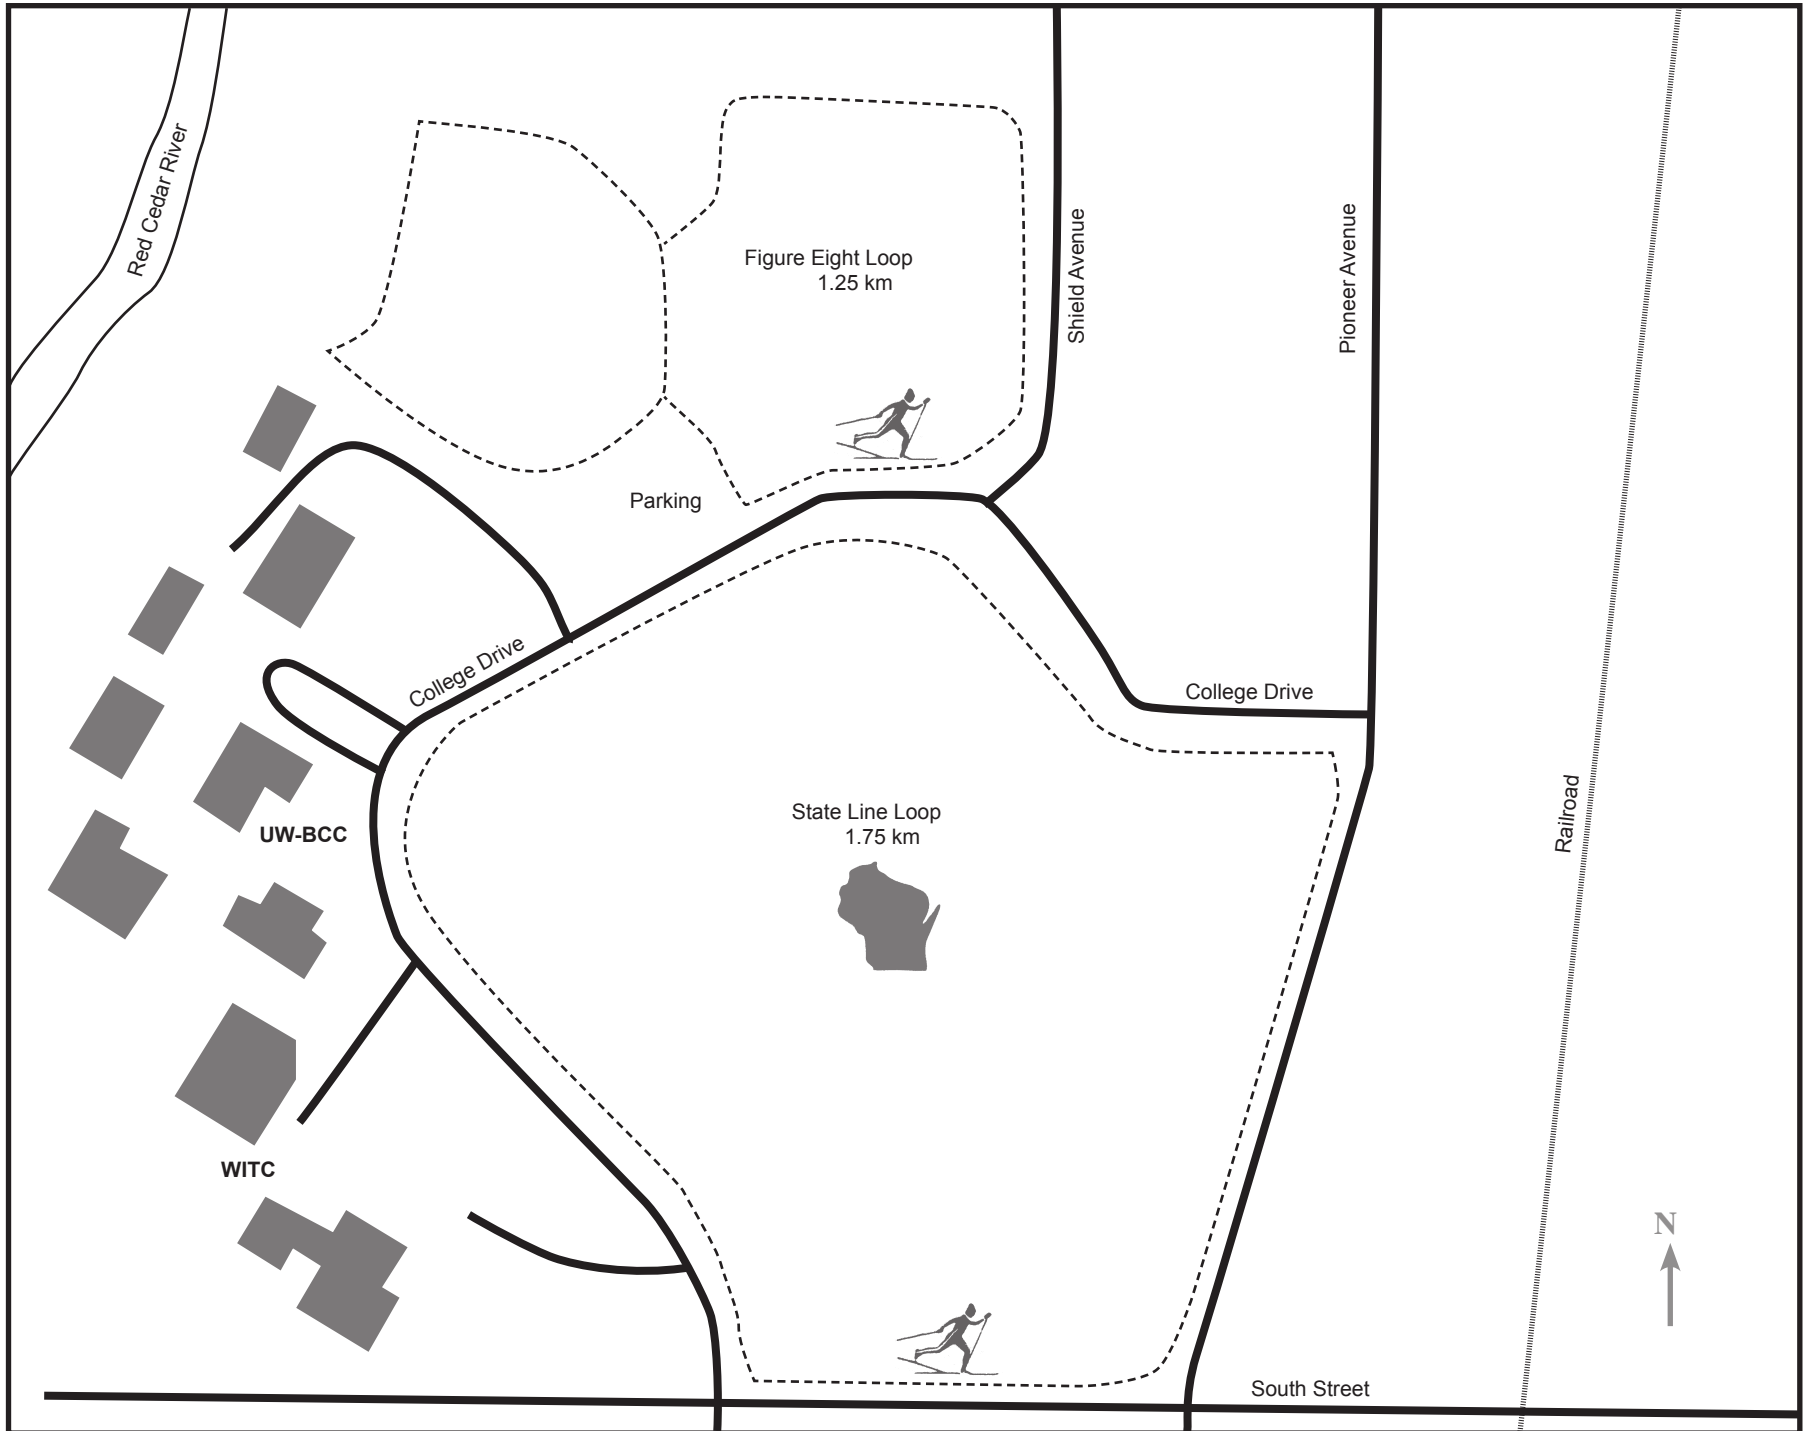 Red Cedar River
Figure Eight Loop
1.25 km
Shield Avenue
Pioneer Avenue
Parking
College Drive
College Drive
State Line Loop
1.75 km
Railroad
UW-BCC
WITC
N
South Street